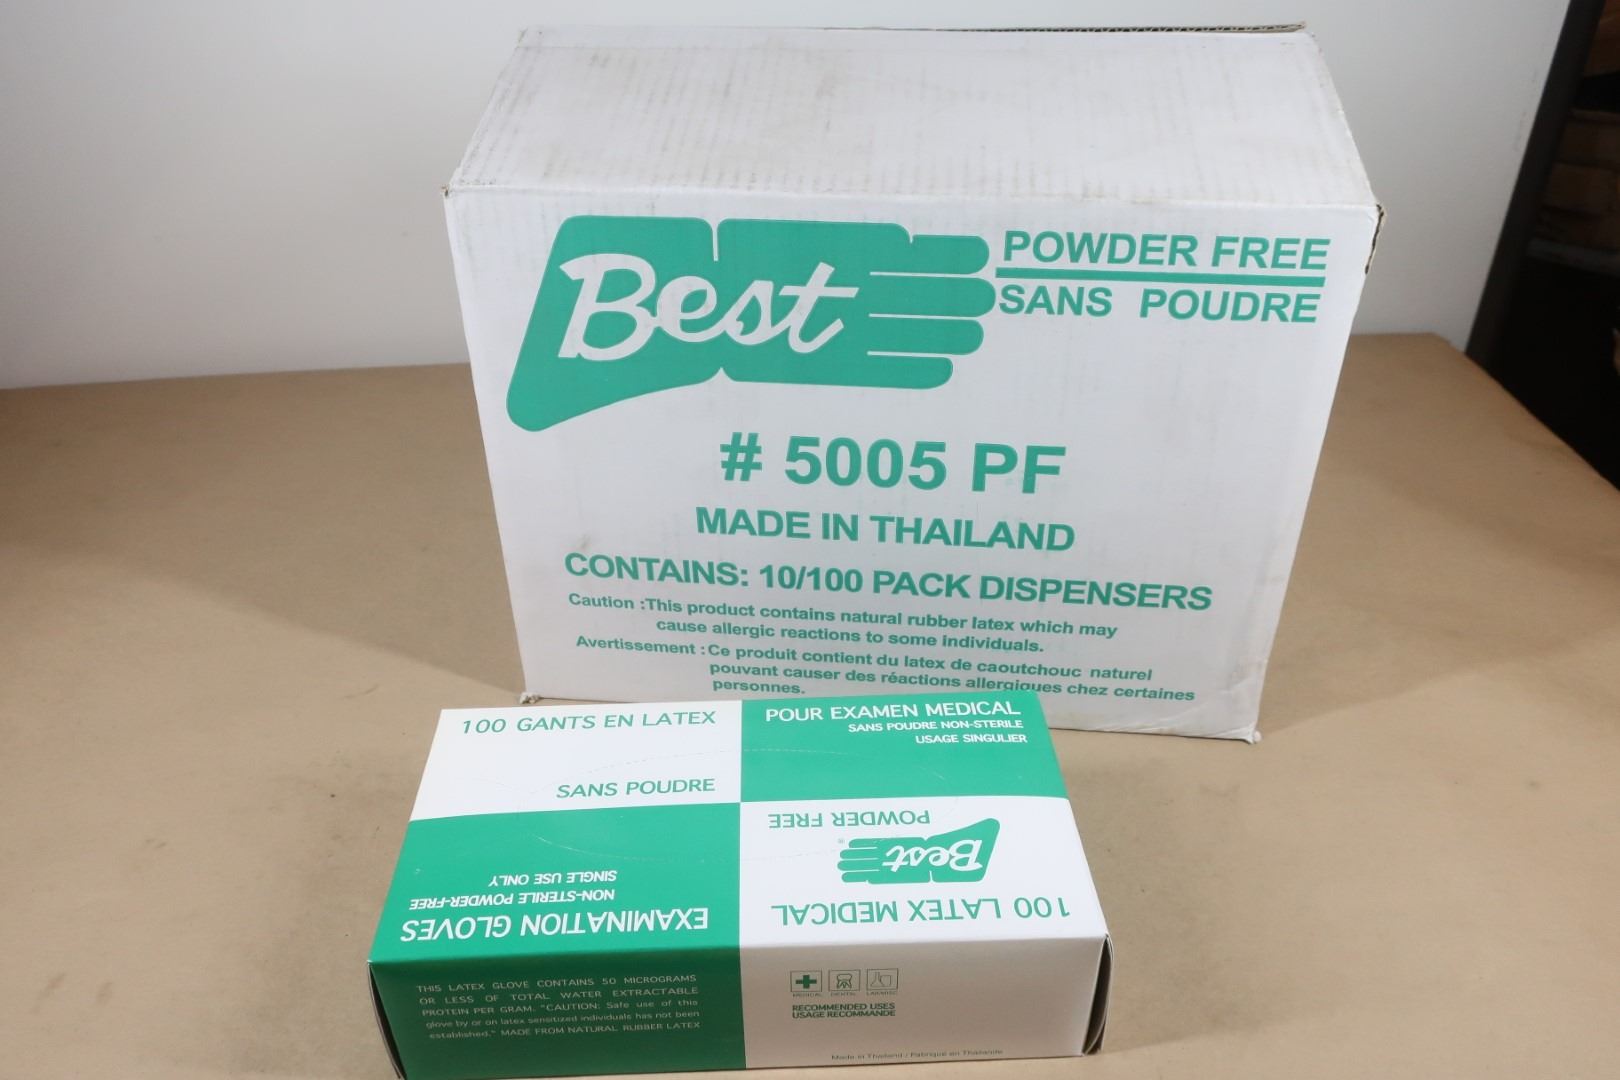 Best
POWDER FREE
SANS POUDRE
# 5005 PF
MADE IN THAILAND
CONTAINS: 10/100 PACK DISPENSERS
Caution :This product contains natural rubber latex which may
cause allergic reactions to some individuals.
Avertissement :Ce produit contient du latex de caoutchouc naturel
pouvant causer des réactions allergiques chez certaines
personnes.
100 GANTS EN LATEX
SANS POUDRE
POUR EXAMEN MEDICAL
SANS POUDRE NON-STERILE
USAGE SINGULIER
100 LATEX MEDICAL
Best®
POWDER FREE
EXAMINATION GLOVES
NON-STERILE POWDER-FREE
SINGLE USE ONLY
THIS LATEX GLOVE CONTAINS 50 MICROGRAMS
OR LESS OF TOTAL WATER EXTRACTABLE
PROTEIN PER GRAM. "CAUTION: Safe use of this
glove by or on latex sensitized individuals has not been
established." MADE FROM NATURAL RUBBER LATEX
MEDICAL
DENTAL
RECOMMENDED USES
USAGE RECOMMANDE
Made in Thailand / Fabriqué en Thaïlande